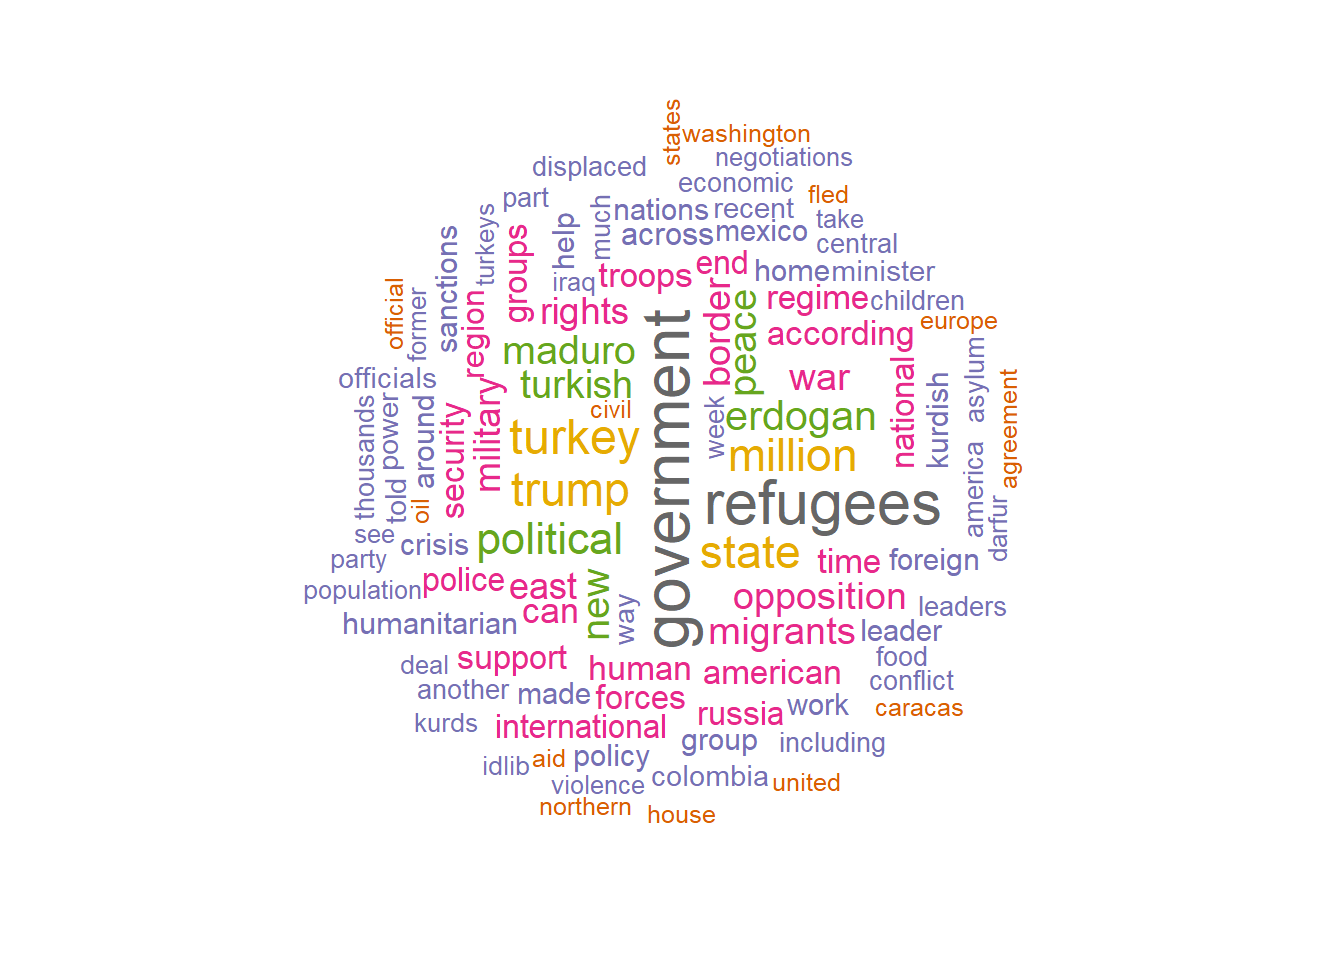 states
washington
displaced
negotiations
economic
part
fled
much
nations
recent
take
turkeys
help
across
mexico
central
groups
sanctions
iraq
troops
end
home
minister
official
former
region
rights
border
peace
regime
children
according
europe
maduro
government
officials
turkish
war
national
kurdish
asylum
agreement
thousands
power
around
security
military
civil
turkey
week
erdogan
million
america
told
oil
trump
refugees
darfur
see
crisis
political
state
time
foreign
party
population
police
east
can
new
way
opposition
leaders
humanitarian
migrants
leader
deal
support
human
american
food
conflict
another
made
forces
russia
work
caracas
kurds
international
group
including
idlib
aid
policy
colombia
united
violence
northern
house